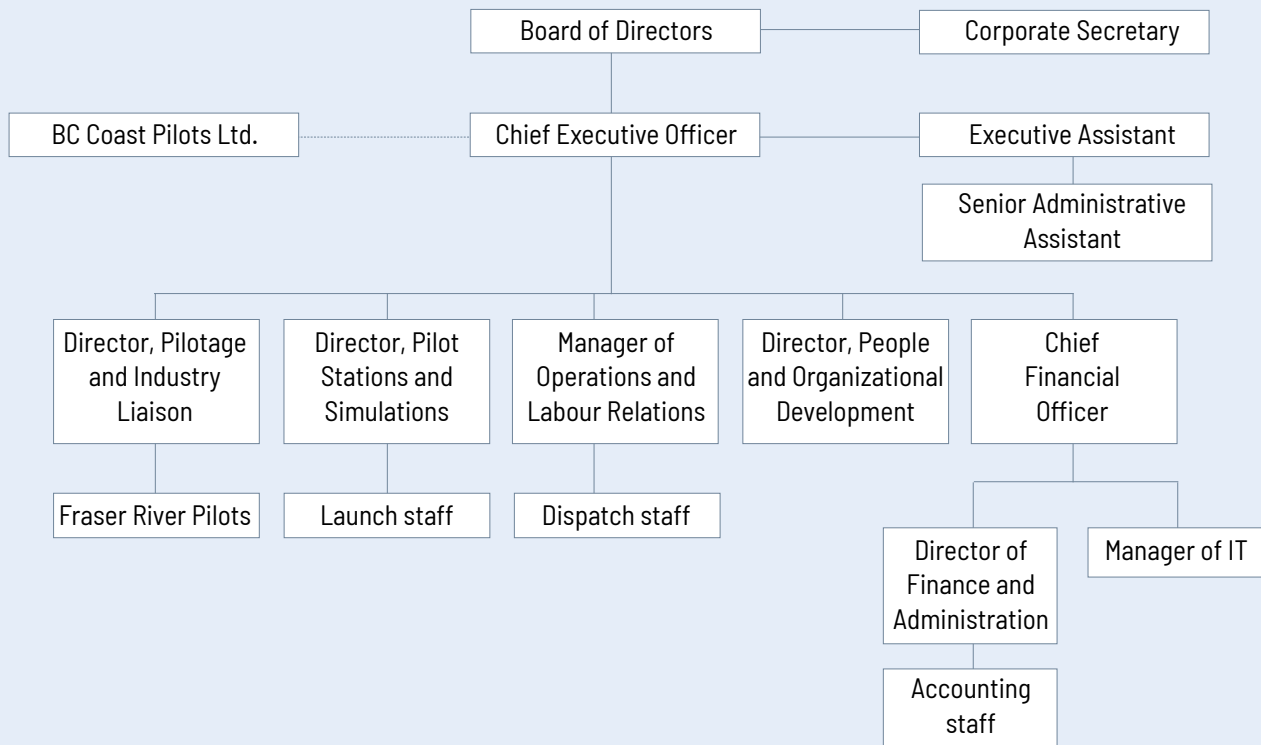 Board of Directors
Corporate Secretary
BC Coast Pilots Ltd.
Chief Executive Officer
Executive Assistant
Senior Administrative
Assistant
Director, Pilotage
and Industry
Liaison
Director, Pilot
Stations and
Simulations
Manager of
Operations and
Labour Relations
Director, People
and Organizational
Development
Chief
Financial
Officer
Fraser River Pilots
Launch staff
Dispatch staff
Director of
Finance and
Administration
Manager of IT
Accounting
staff